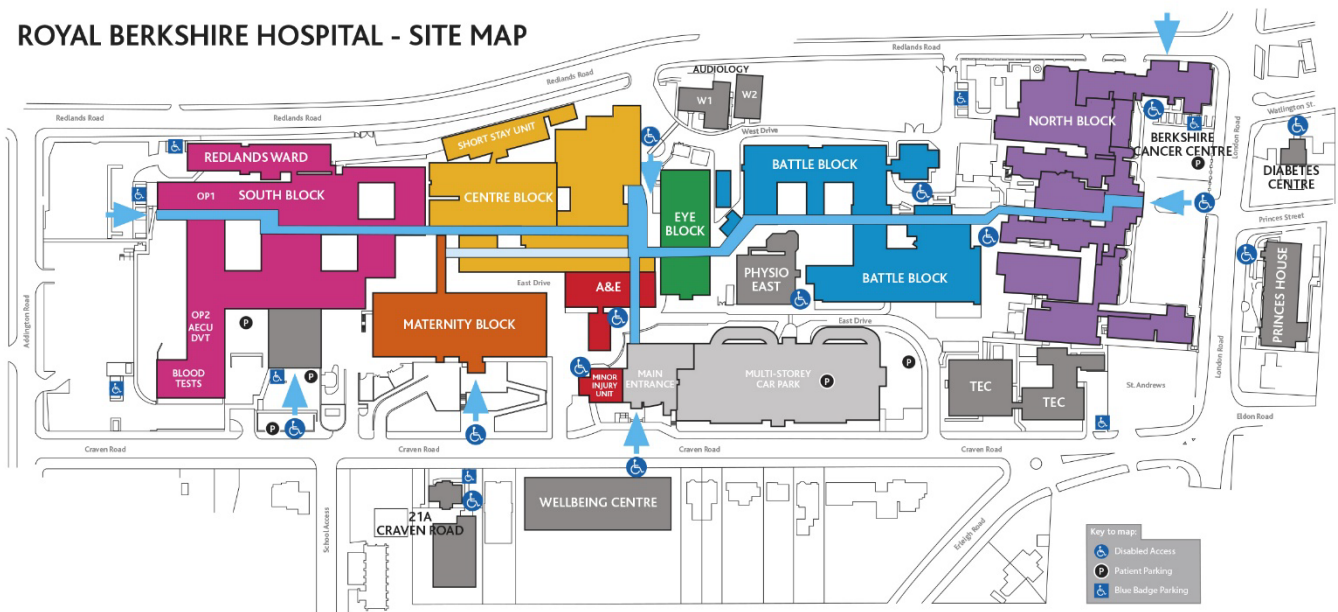 ROYAL BERKSHIRE HOSPITAL - SITE MAP
Redlands Road
Redlands Road
Redlands Road
Redlands Road
AUDIOLOGY
W1
W2
West Drive
Watlington St.
London Road
SHORT STAY UNIT
REDLANDS WARD
OP1
SOUTH BLOCK
CENTRE BLOCK
EYE
BLOCK
BATTLE BLOCK
NORTH BLOCK
BERKSHIRE
CANCER CENTRE
P
DIABETES
CENTRE
Princes Street
East Drive
A&E
PHYSIO
EAST
BATTLE BLOCK
PRINCES HOUSE
Addington Road
OP2
AECU
DVT
P
MATERNITY BLOCK
East Drive
BLOOD
TESTS
P
MINOR
INJURY
UNIT
MAIN
ENTRANCE
MULTI-STOREY
CAR PARK
P
P
TEC
TEC
St. Andrews
London Road
Eldon Road
P
Craven Road
Craven Road
Craven Road
Craven Road
School Access
21A
CRAVEN ROAD
WELLBEING CENTRE
Erleigh Road
Key to map:
Disabled Access
P Patient Parking
Blue Badge Parking